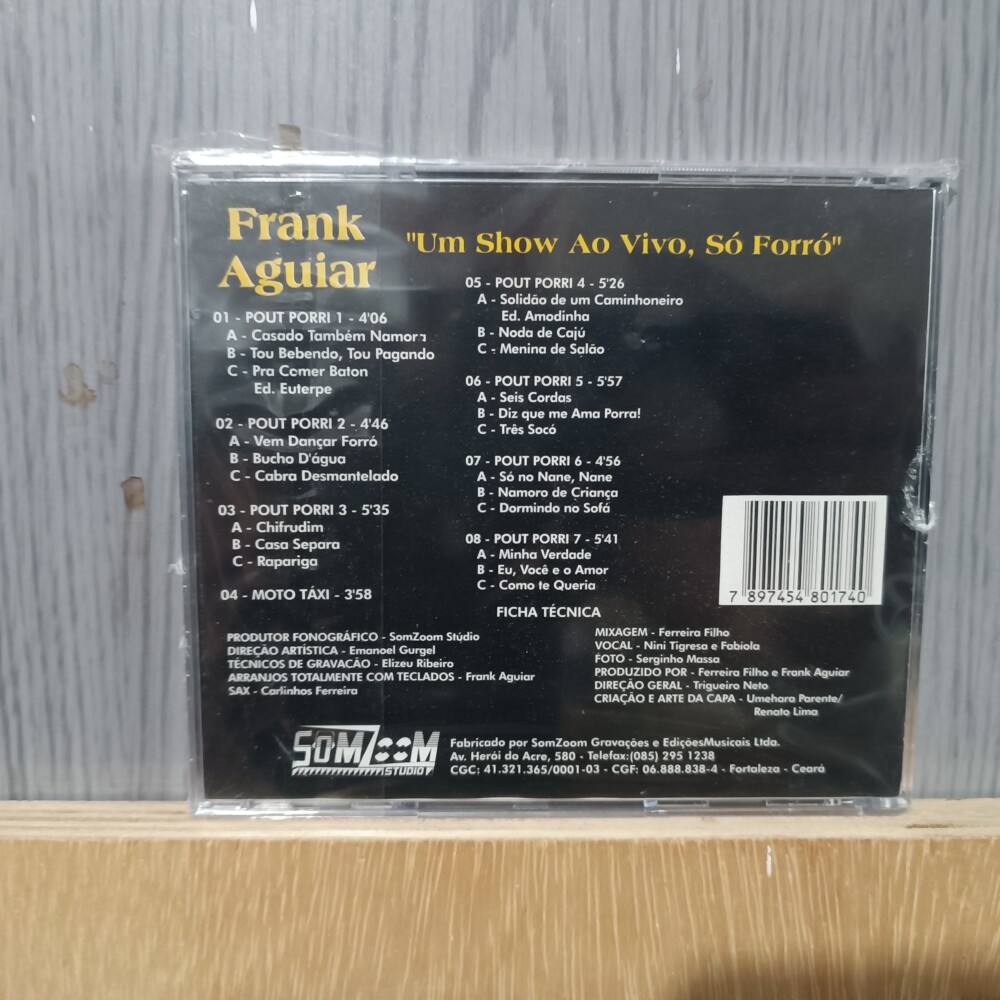 Frank
Aguiar
"Um Show Ao Vivo, Só Forró"
01 - POUT PORRI 1 - 4'06
A - Casado Também Namora
B - Tou Bebendo, Tou Pagando
C - Pra Comer Baton
Ed. Euterpe
02 - POUT PORRI 2 - 4'46
A - Vem Dançar Forró
B - Bucho D'água
C - Cabra Desmantelado
03 - POUT PORRI 3 - 5'35
A - Chifrudim
B - Casa Separa
C - Rapariga
04 - MOTO TÁXI - 3'58
05 - POUT PORRI 4 - 5'26
A - Solidão de um Caminhoneiro
Ed. Amodinha
B - Noda de Cajú
C - Menina de Salão
06 - POUT PORRI 5 - 5'57
A - Seis Cordas
B - Diz que me Ama Porra!
C - Três Socó
07 - POUT PORRI 6 - 4'56
A - Só no Nane, Nane
B - Namoro de Criança
C - Dormindo no Sofá
08 - POUT PORRI 7 - 5'41
A - Minha Verdade
B - Eu, Você e o Amor
C - Como te Queria
7 897454 801740
FICHA TÉCNICA
PRODUTOR FONOGRÁFICO - SomZoom Stúdio
DIREÇÃO ARTÍSTICA - Emanoel Gurgel
TÉCNICOS DE GRAVACÃO - Elizeu Ribeiro
ARRANJOS TOTALMENTE COM TECLADOS - Frank Aguiar
SAX - Carlinhos Ferreira
MIXAGEM - Ferreira Filho
VOCAL - Nini Tigresa e Fabíola
FOTO - Serginho Massa
PRODUZIDO POR - Ferreira Filho e Frank Aguiar
DIREÇÃO GERAL - Trigueiro Neto
CRIAÇÃO E ARTE DA CAPA - Umehara Parente/
Renato Lima
SOMZOOM
STUDIO
Fabricado por SomZoom Gravações e EdiçõesMusicais Ltda.
Av. Herói do Acre, 580 - Telefax:(085) 295 1238
CGC: 41.321.365/0001-03 - CGF: 06.888.838-4 - Fortaleza - Ceará